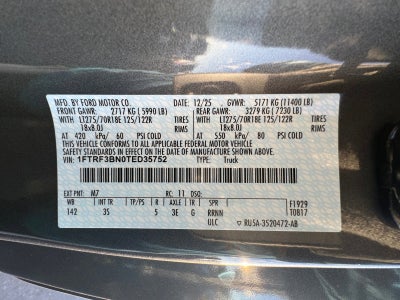 MFD. BY FORD MOTOR CO. 12/25 GVWR: 5171 KG (11400 LB)
FRONT GAWR: 2717 KG (5990 LB) REAR GAWR: 3279 KG (7230 LB)
WITH LT275/70R18E 125/122R WITH LT275/70R18E 125/122R
TIRES 18x8.0J TIRES 18x8.0J
RIMS RIMS
AT 420 kPa/ 60 PSI COLD AT 450 kPa/ 65 PSI COLD
THIS VEHICLE CONFORMS TO ALL APPLICABLE FEDERAL MOTOR VEHICLE
SAFETY STANDARDS IN EFFECT ON THE DATE OF MANUFACTURE SHOWN ABOVE.
VIN: 1FTRF3BN0TED35752 TYPE: Truck
EXT PNT: M7 RC: 11 DSO:
WB INT TR TP/PS R AXLE TR SPR F1929
142 3S 5 3E G RRNN T0817
ULC RU5A-3520472-AB